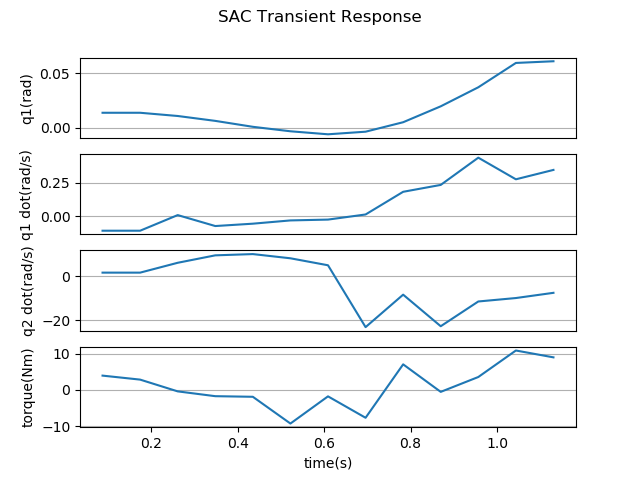 SAC Transient Response
0.05
0.00
q1(rad)
0.25
0.00
q1 dot(rad/s)
0
−20
q2 dot(rad/s)
10
0
−10
torque(Nm)
0.2 0.4 0.6 0.8 1.0
time(s)